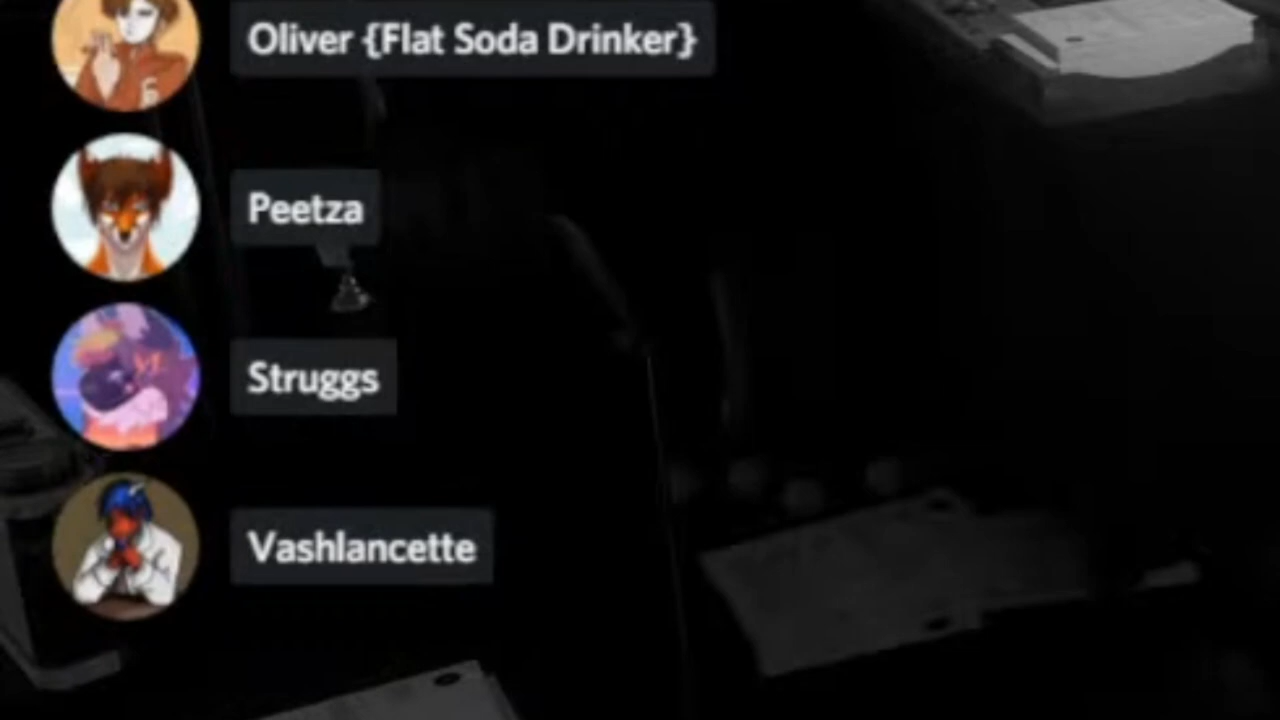 Oliver {Flat Soda Drinker}
Peetza
Struggs
Vashlancette